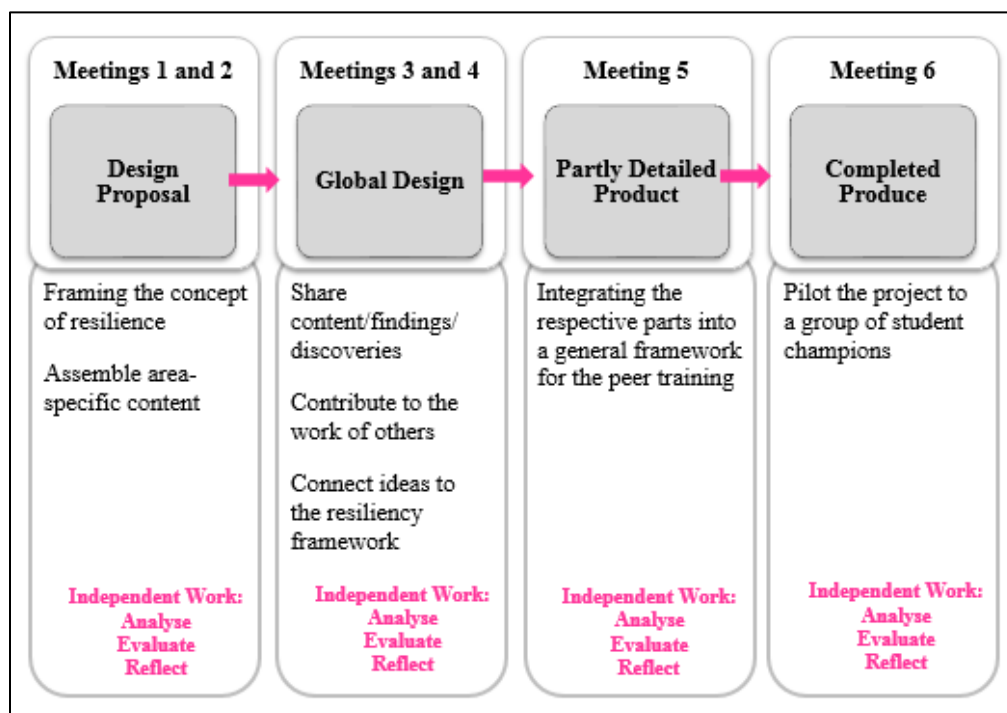 Meetings 1 and 2
Design
Proposal
Framing the concept
of resilience
Assemble area-
specific content
Independent Work:
Analyse
Evaluate
Reflect
Meetings 3 and 4
Global Design
Share
content/findings/
discoveries
Contribute to the
work of others
Connect ideas to
the resiliency
framework
Independent Work:
Analyse
Evaluate
Reflect
Meeting 5
Partly Detailed
Product
Integrating the
respective parts into
a general framework
for the peer training
Independent Work:
Analyse
Evaluate
Reflect
Meeting 6
Completed
Produce
Pilot the project to
a group of student
champions
Independent Work:
Analyse
Evaluate
Reflect